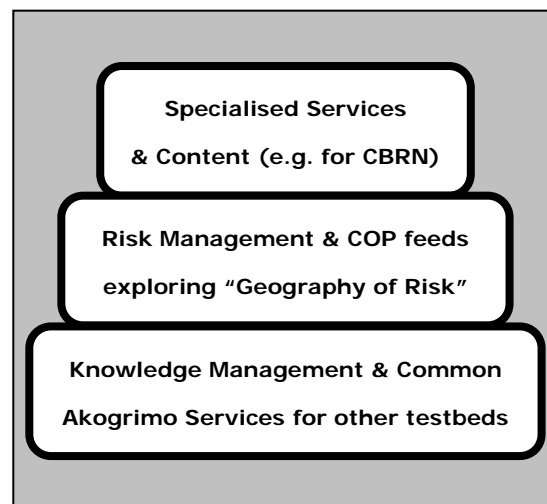 Specialised Services
& Content (e.g. for CBRN)
Risk Management & COP feeds
exploring “Geography of Risk”
Knowledge Management & Common
Akogrimo Services for other testbeds